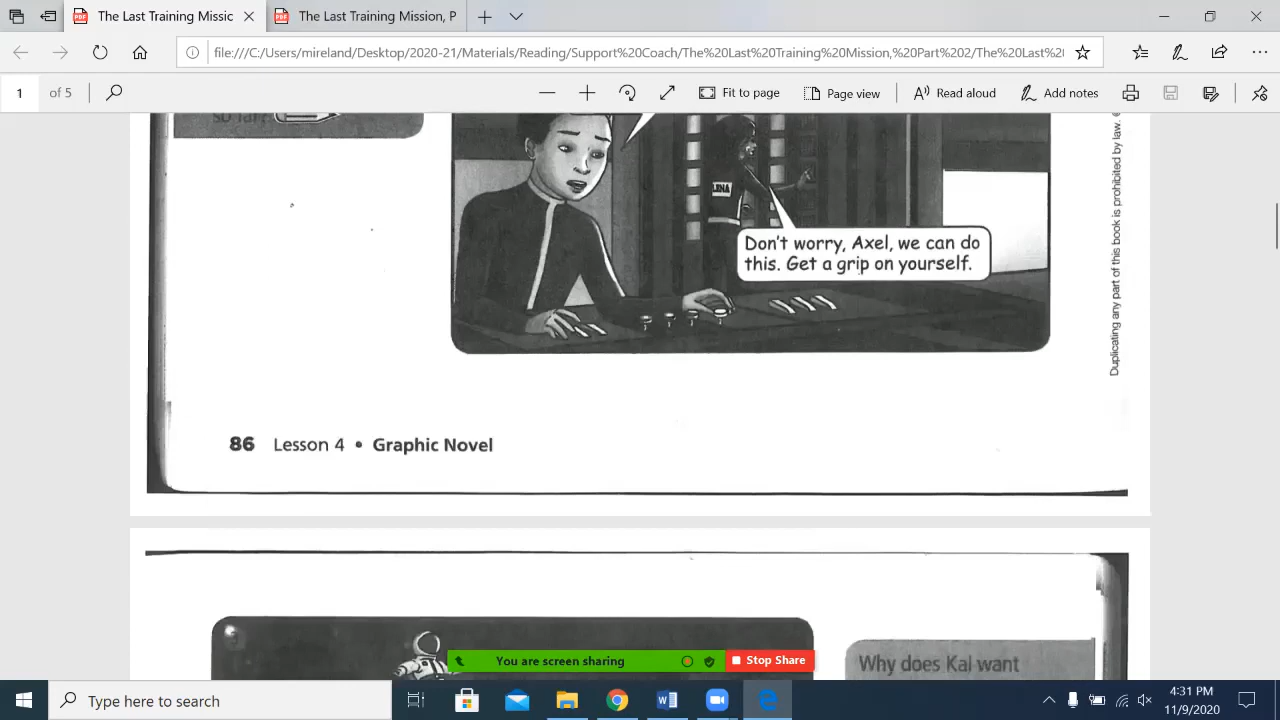 The Last Training Missic
The Last Training Mission, P
file:///C:/Users/mireland/Desktop/2020-21/Materials/Reading/Support%20Coach/The%20Last%20Training%20Mission,%20Part%202/The%20Last%2
1 of 5
Fit to page
Page view
Read aloud
Add notes
so far?
LENA
Don't worry, Axel, we can do
this. Get a grip on yourself.
Duplicating any part of this book is prohibited by law.
86 Lesson 4 • Graphic Novel
Why does Kal want
You are screen sharing
Stop Share
Type here to search
4:31 PM
11/9/2020